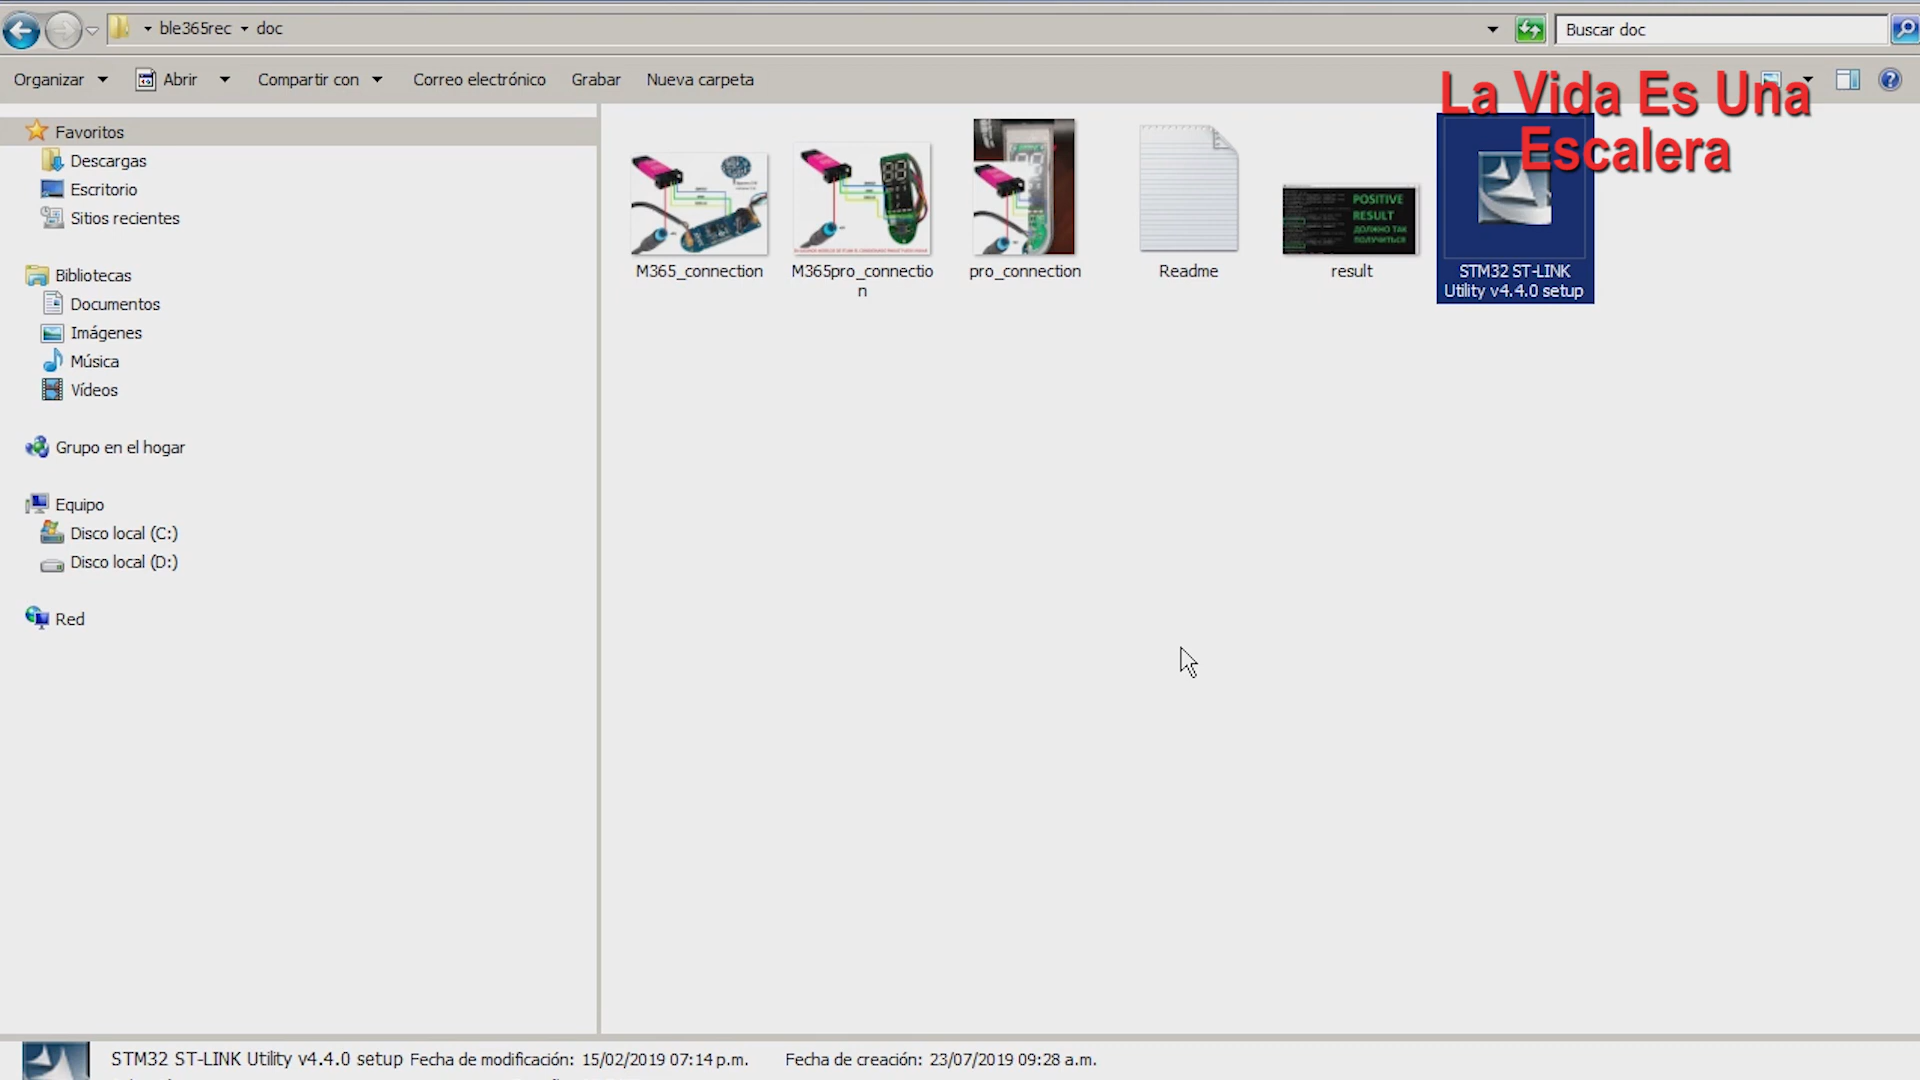 ble365rec
doc
Buscar doc
Organizar
Abrir
Compartir con
Correo electrónico
Grabar
Nueva carpeta
La Vida Es Una
Escalera
Favoritos
Descargas
Escritorio
Sitios recientes
Bibliotecas
Documentos
Imágenes
Música
Vídeos
Grupo en el hogar
Equipo
Disco local (C:)
Disco local (D:)
Red
M365_connection
M365pro_connectio
n
pro_connection
Readme
POSITIVE
RESULT
ДОЛЖНО ТАК
ПОЛУЧИТЬСЯ
result
STM32 ST-LINK
Utility v4.4.0 setup
STM32 ST-LINK Utility v4.4.0 setup Fecha de modificación: 15/02/2019 07:14 p.m. Fecha de creación: 23/07/2019 09:28 a.m.